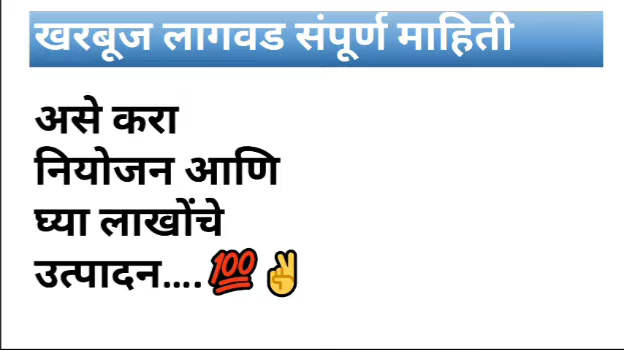 खरबूज लागवड संपूर्ण माहिती
असे करा
नियोजन आणि
घ्या लाखोंचे
उत्पादन....💯✌️